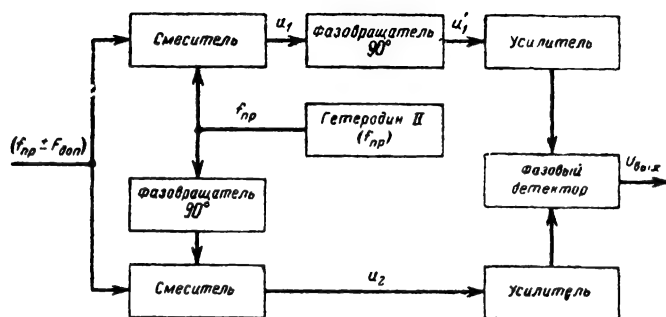 Смеситель
u₁
Фазовращатель
90°
u₁'
Усилитель
fпр
Гетеродин II
(fпр)
(fпр ± Fдоп)
Фазовращатель
90°
Фазовый
детектор
Uвых
Смеситель
u₂
Усилитель